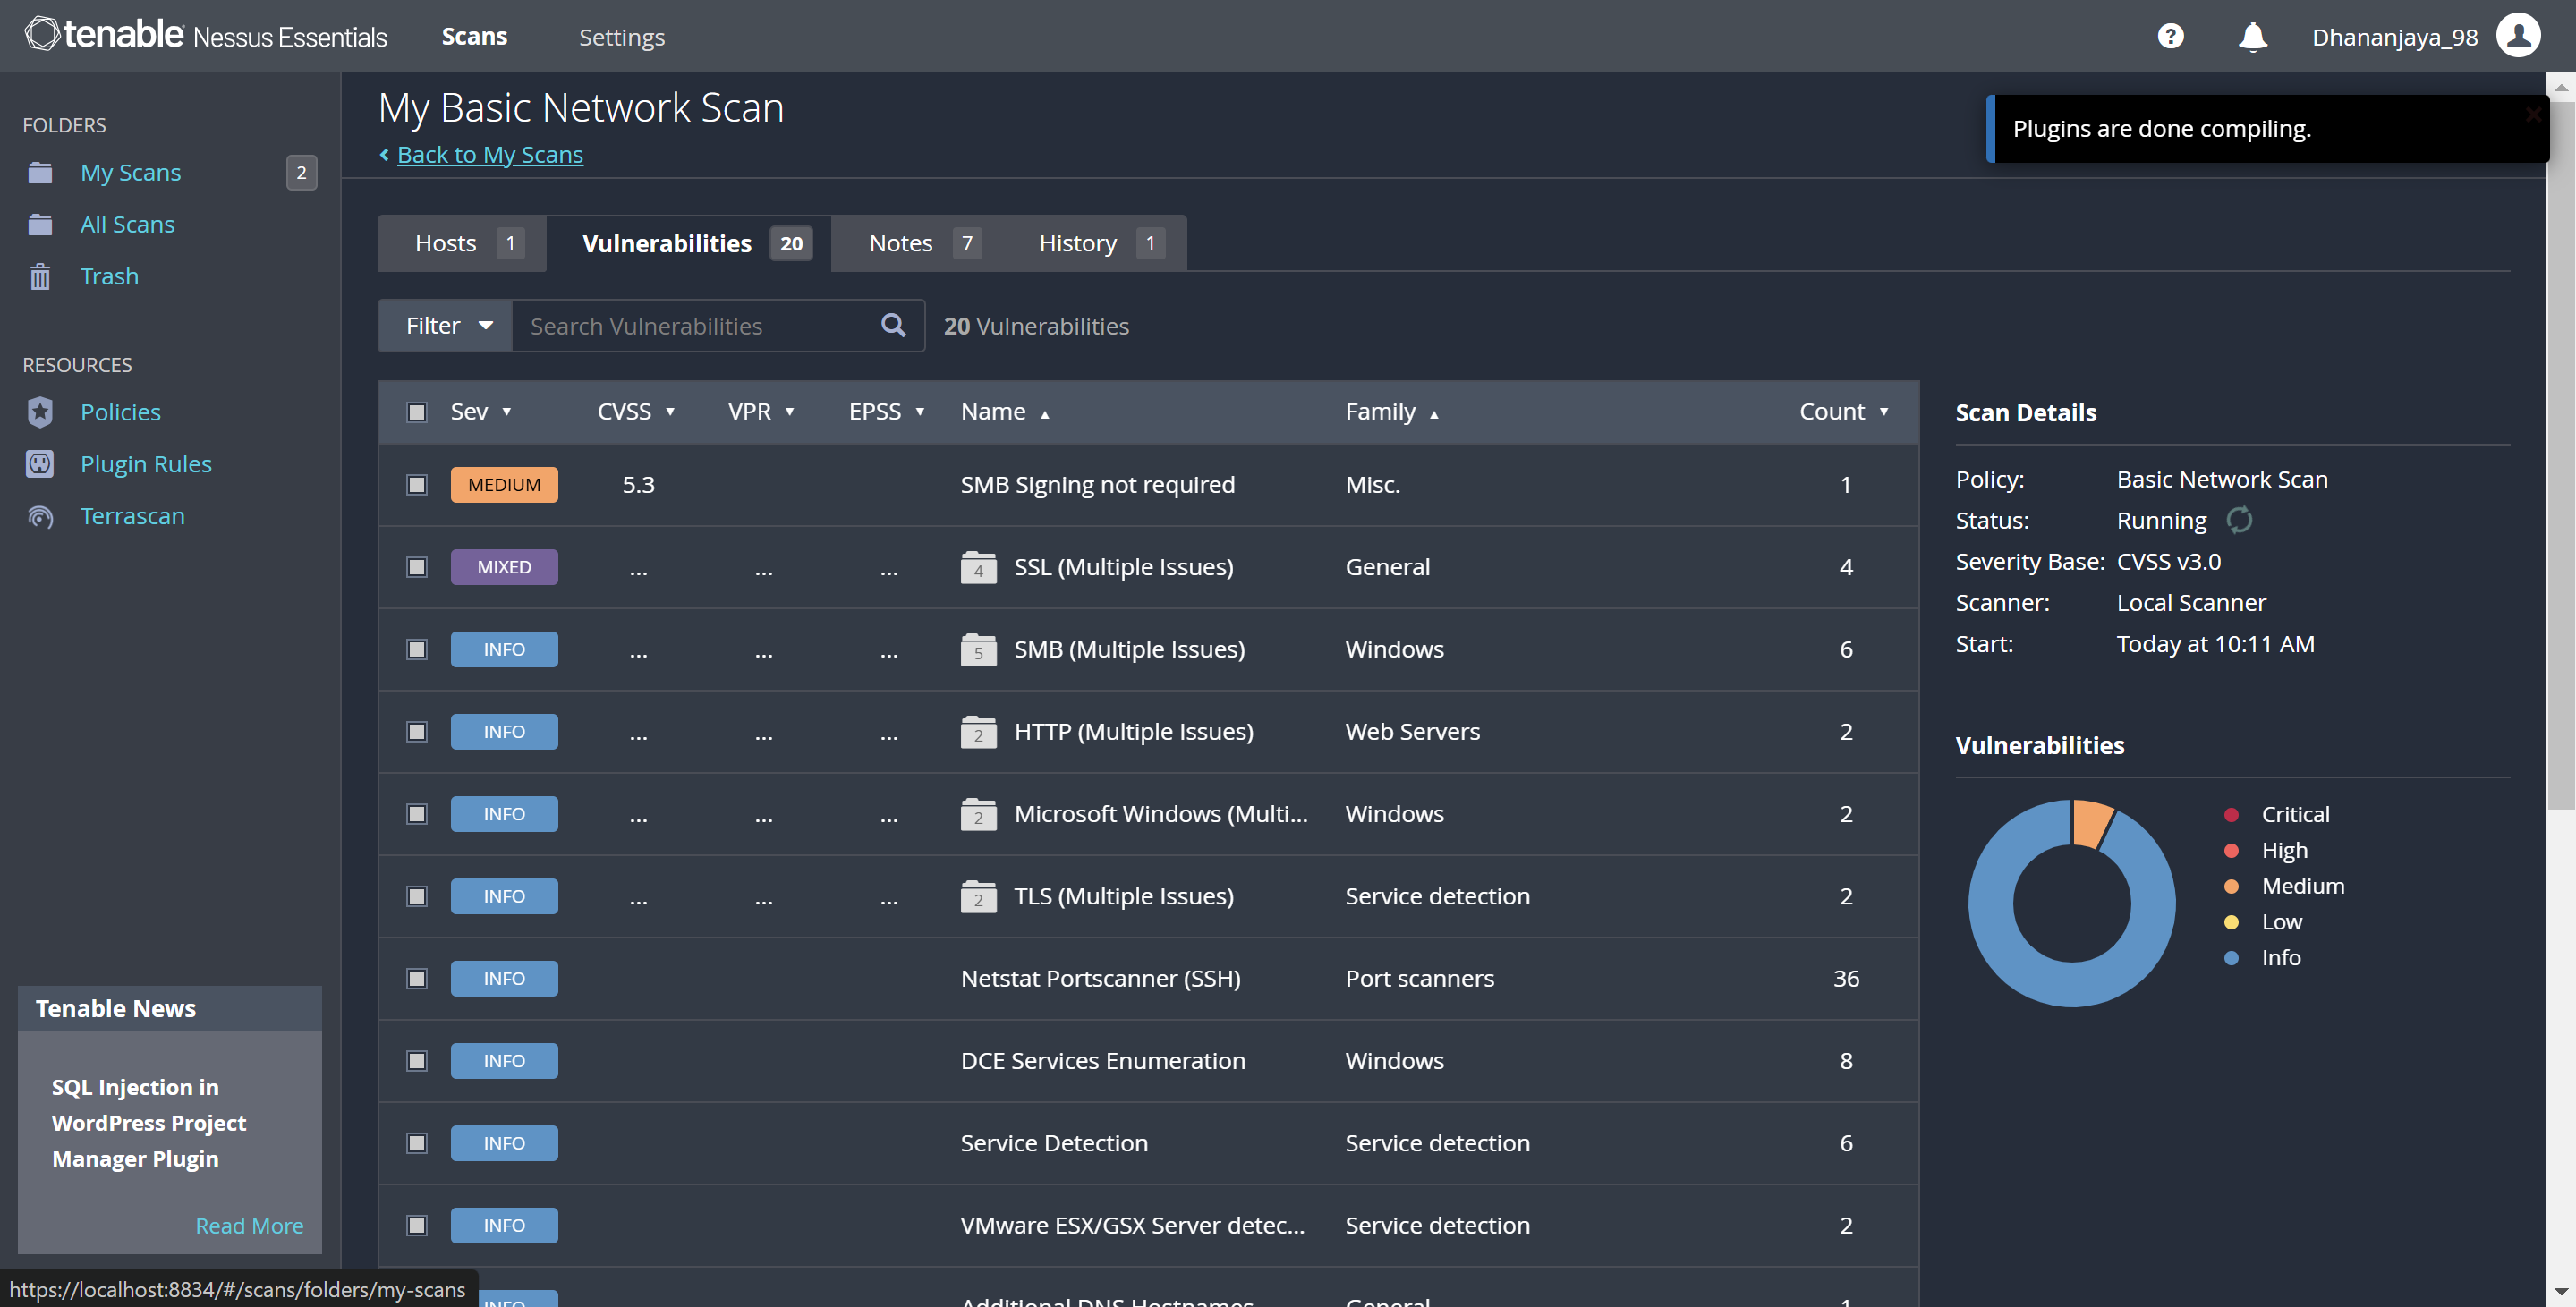 tenable Nessus Essentials Scans Settings Dhananjaya_98
FOLDERS
My Scans 2
All Scans
Trash
RESOURCES
Policies
Plugin Rules
Terrascan
Tenable News
SQL Injection in
WordPress Project
Manager Plugin
Read More
https://localhost:8834/#/scans/folders/my-scans
My Basic Network Scan
Back to My Scans
Plugins are done compiling.
Hosts 1 Vulnerabilities 20 Notes 7 History 1
Filter Search Vulnerabilities 20 Vulnerabilities
Sev CVSS VPR EPSS Name Family Count
MEDIUM 5.3 SMB Signing not required Misc. 1
MIXED ... ... ... 4 SSL (Multiple Issues) General 4
INFO ... ... ... 5 SMB (Multiple Issues) Windows 6
INFO ... ... ... 2 HTTP (Multiple Issues) Web Servers 2
INFO ... ... ... 2 Microsoft Windows (Multi... Windows 2
INFO ... ... ... 2 TLS (Multiple Issues) Service detection 2
INFO Netstat Portscanner (SSH) Port scanners 36
INFO DCE Services Enumeration Windows 8
INFO Service Detection Service detection 6
INFO VMware ESX/GSX Server detec... Service detection 2
INFO Additional DNS Hostnames General 1
Scan Details
Policy: Basic Network Scan
Status: Running
Severity Base: CVSS v3.0
Scanner: Local Scanner
Start: Today at 10:11 AM
Vulnerabilities
Critical
High
Medium
Low
Info